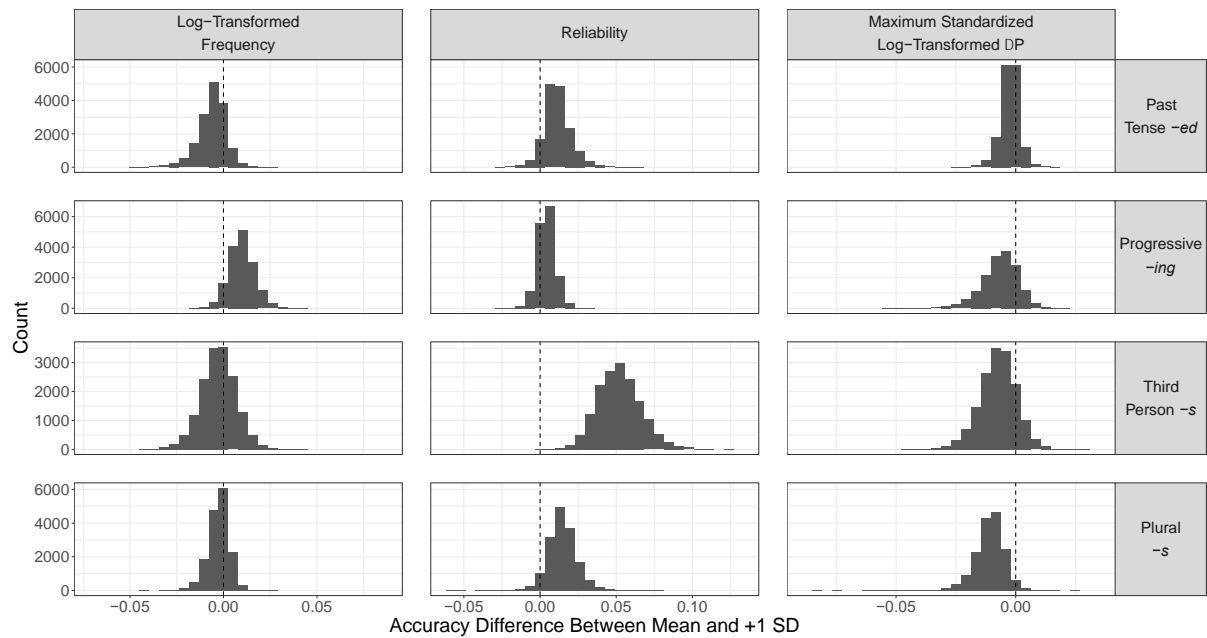 Log−Transformed
Frequency
Reliability
Maximum Standardized
Log−Transformed DP
6000
4000
2000
0
Past
Tense −ed
6000
4000
2000
0
Progressive
−ing
3000
2000
1000
0
Third
Person −s
6000
4000
2000
0
Plural
−s
Count
−0.05 0.00 0.05
0.00 0.05 0.10
−0.05 0.00
Accuracy Difference Between Mean and +1 SD